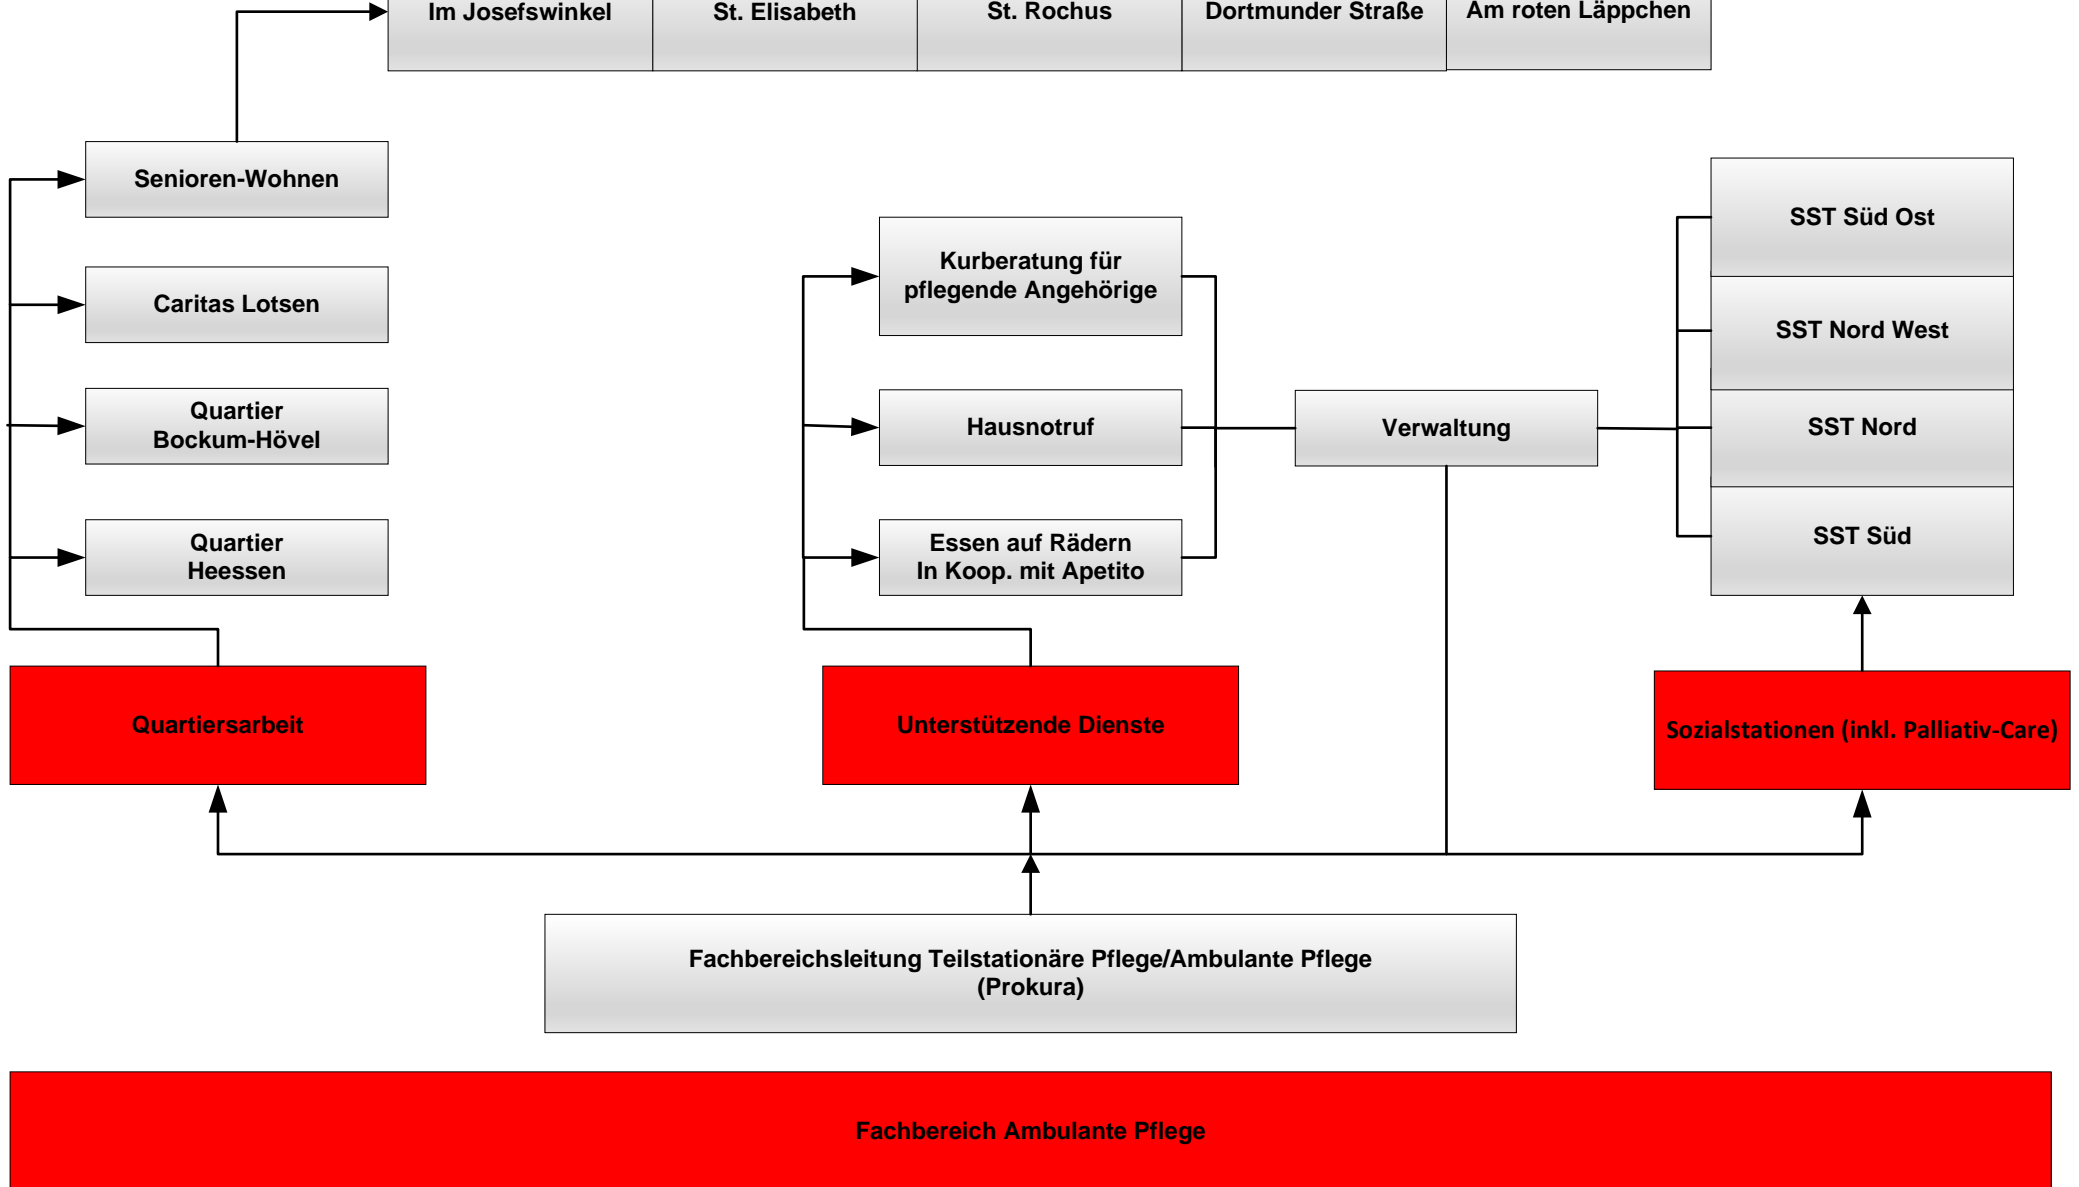 Im Josefswinkel
St. Elisabeth
St. Rochus
Dortmunder Straße
Am roten Läppchen
Senioren-Wohnen
Caritas Lotsen
Quartier
Bockum-Hövel
Quartier
Heessen
Kurberatung für
pflegende Angehörige
Hausnotruf
Essen auf Rädern
In Koop. mit Apetito
Verwaltung
SST Süd Ost
SST Nord West
SST Nord
SST Süd
Quartiersarbeit
Unterstützende Dienste
Sozialstationen (inkl. Palliativ-Care)
Fachbereichsleitung Teilstationäre Pflege/Ambulante Pflege
(Prokura)
Fachbereich Ambulante Pflege